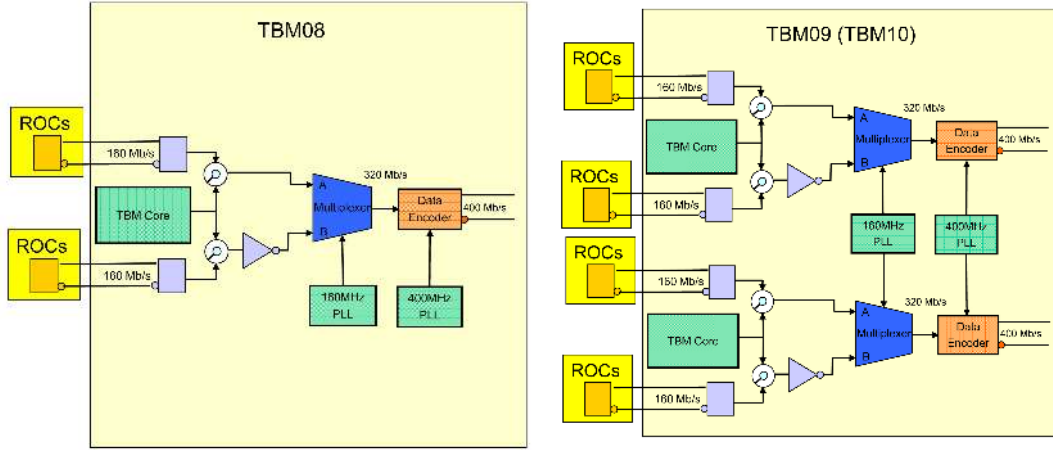 TBM08
ROCs
160 Mb/s
TBM Core
ROCs
160 Mb/s
A
B
Multiplexer
320 Mb/s
Data
Encoder
400 Mb/s
160MHz
PLL
400MHz
PLL
TBM09 (TBM10)
ROCs
160 Mb/s
TBM Core
ROCs
160 Mb/s
A
Multiplexer
B
320 Mb/s
Data
Encoder
400 Mb/s
160MHz
PLL
400MHz
PLL
ROCs
160 Mb/s
TBM Core
ROCs
160 Mb/s
A
Multiplexer
B
320 Mb/s
Data
Encoder
400 Mb/s